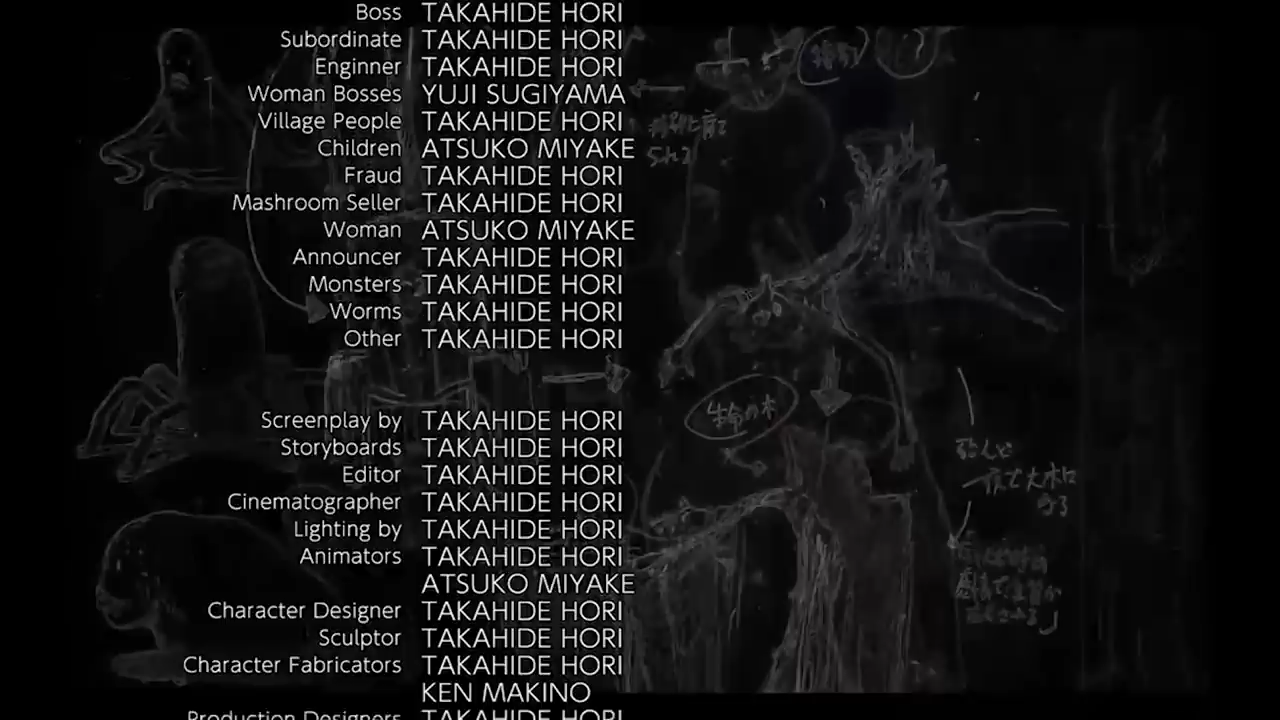 Boss TAKAHIDE HORI
Subordinate TAKAHIDE HORI
Enginner TAKAHIDE HORI
Woman Bosses YUJI SUGIYAMA
Village People TAKAHIDE HORI
Children ATSUKO MIYAKE
Fraud TAKAHIDE HORI
Mashroom Seller TAKAHIDE HORI
Woman ATSUKO MIYAKE
Announcer TAKAHIDE HORI
Monsters TAKAHIDE HORI
Worms TAKAHIDE HORI
Other TAKAHIDE HORI
Screenplay by TAKAHIDE HORI
Storyboards TAKAHIDE HORI
Editor TAKAHIDE HORI
Cinematographer TAKAHIDE HORI
Lighting by TAKAHIDE HORI
Animators TAKAHIDE HORI
ATSUKO MIYAKE
Character Designer TAKAHIDE HORI
Sculptor TAKAHIDE HORI
Character Fabricators TAKAHIDE HORI
KEN MAKINO
Production Designers TAKAHIDE HORI
生命の木